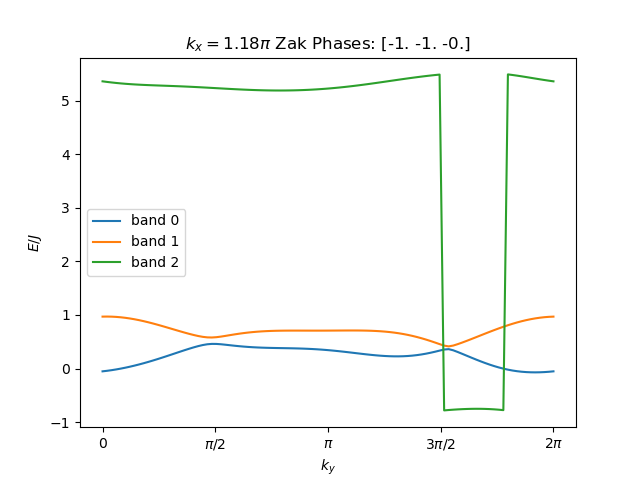 $k_x = 1.18\pi$ Zak Phases: [-1. -1. -0.]
E/J
5
4
3
2
1
0
−1
band 0
band 1
band 2
0 π/2 π 3π/2 2π
$k_y$